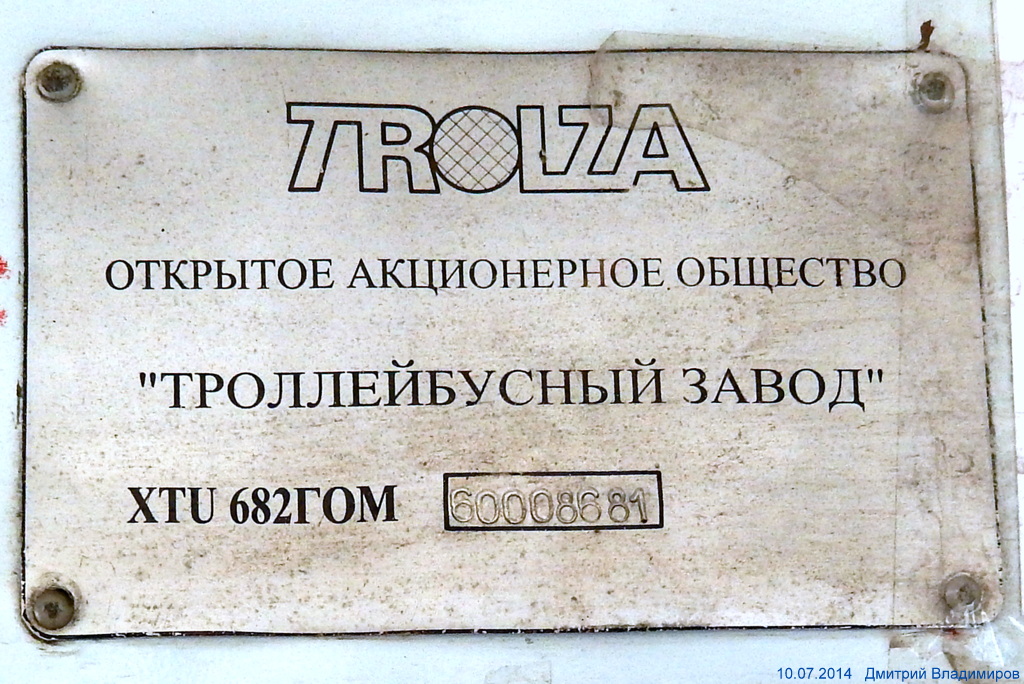 TROLZA
ОТКРЫТОЕ АКЦИОНЕРНОЕ ОБЩЕСТВО
"ТРОЛЛЕЙБУСНЫЙ ЗАВОД"
XTU 682ГОМ 60008681
10.07.2014 Дмитрий Владимиров